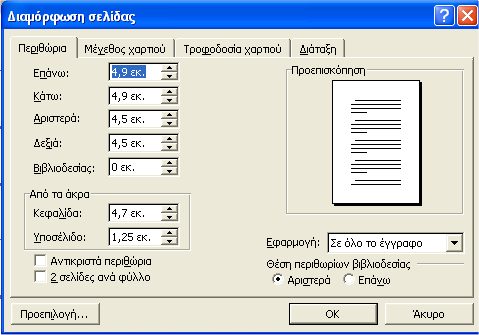 Διαμόρφωση σελίδας
Περιθώρια Μέγεθος χαρτιού Τροφοδοσία χαρτιού Διάταξη
Επάνω: 4,9 εκ.
Κάτω: 4,9 εκ.
Αριστερά: 4,5 εκ.
Δεξιά: 4,5 εκ.
Βιβλιοδεσίας: 0 εκ.
Από τα άκρα
Κεφαλίδα: 4,7 εκ.
Υποσέλιδο: 1,25 εκ.
Αντικριστά περιθώρια
2 σελίδες ανά φύλλο
Προεπισκόπηση
Εφαρμογή: Σε όλο το έγγραφο
Θέση περιθωρίων βιβλιοδεσίας
Αριστερά Επάνω
Προεπιλογή... OK Άκυρο